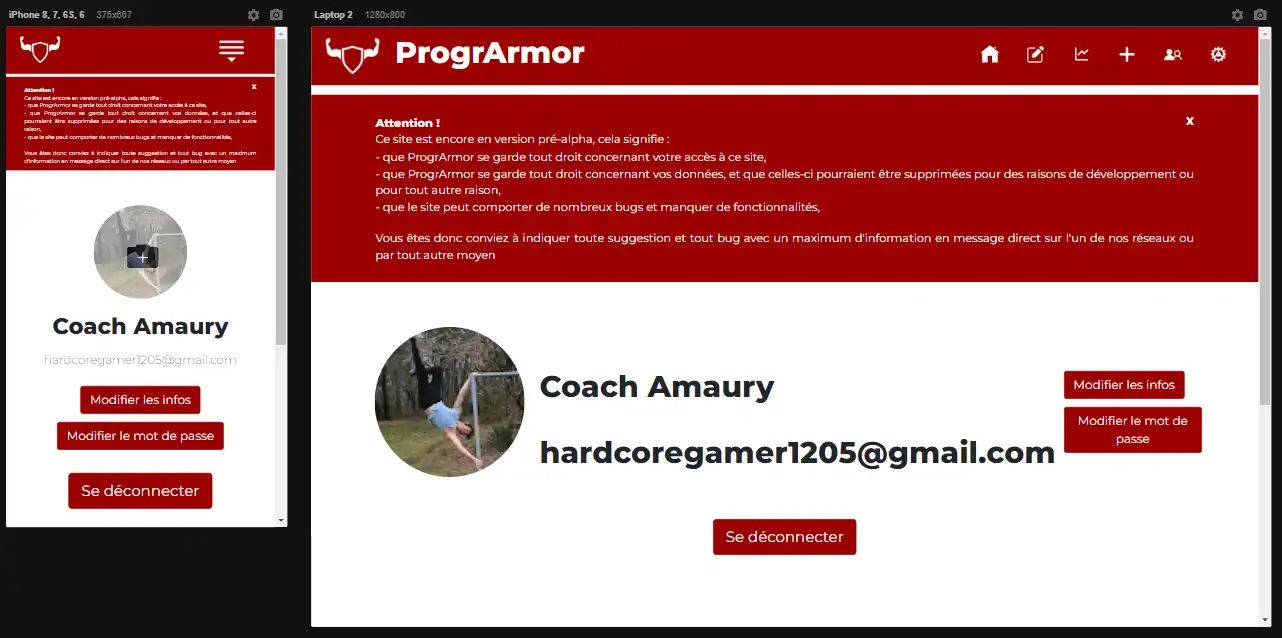 iPhone 8, 7, 6S, 6 375x667
Attention !
x
Ce site est encore en version pré-alpha, cela signifie :
- que ProgrArmor se garde tout droit concernant votre accès à ce site,
- que ProgrArmor se garde tout droit concernant vos données, et que celles-ci
pourraient être supprimées pour des raisons de développement ou pour tout autre
raison,
- que le site peut comporter de nombreux bugs et manquer de fonctionnalités,
Vous êtes donc conviez à indiquer toute suggestion et tout bug avec un maximum
d'information en message direct sur l'un de nos réseaux ou par tout autre moyen
Coach Amaury
hardcoregamer1205@gmail.com
Modifier les infos
Modifier le mot de passe
Se déconnecter
Laptop 2 1280x800
ProgrArmor
Attention !
x
Ce site est encore en version pré-alpha, cela signifie :
- que ProgrArmor se garde tout droit concernant votre accès à ce site,
- que ProgrArmor se garde tout droit concernant vos données, et que celles-ci pourraient être supprimées pour des raisons de développement ou
pour tout autre raison,
- que le site peut comporter de nombreux bugs et manquer de fonctionnalités,
Vous êtes donc conviez à indiquer toute suggestion et tout bug avec un maximum d'information en message direct sur l'un de nos réseaux ou
par tout autre moyen
Coach Amaury
hardcoregamer1205@gmail.com
Modifier les infos
Modifier le mot de
passe
Se déconnecter